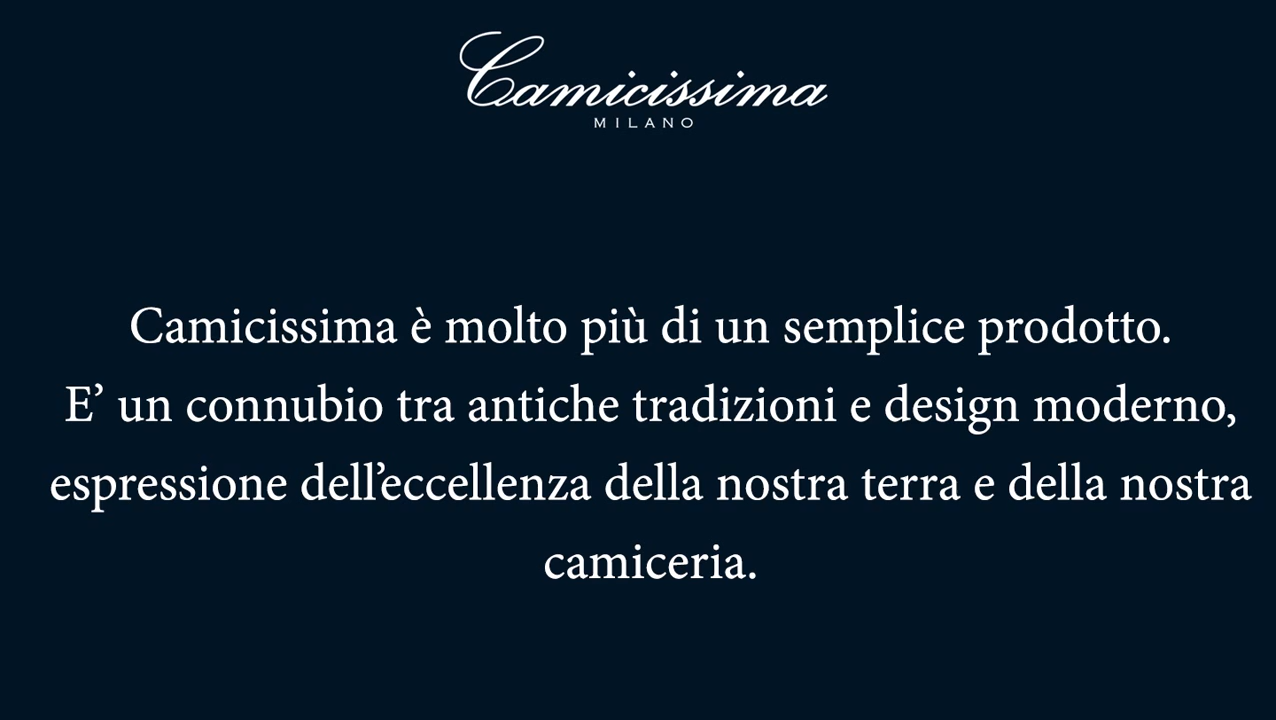 Camicissima
MILANO
Camicissima è molto più di un semplice prodotto.
E’ un connubio tra antiche tradizioni e design moderno,
espressione dell’eccellenza della nostra terra e della nostra
camiceria.